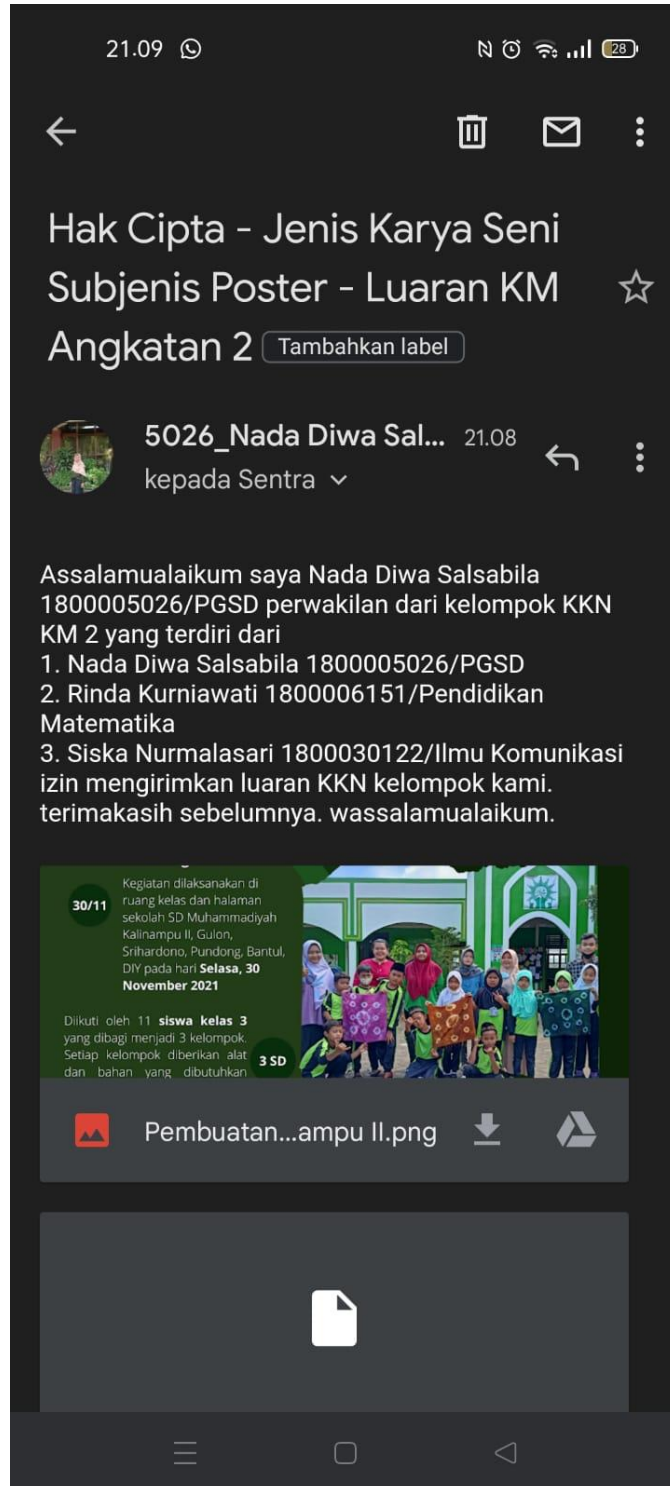 21.09
28
Hak Cipta - Jenis Karya Seni
Subjenis Poster - Luaran KM
Angkatan 2 Tambahkan label
5026_Nada Diwa Sal... 21.08
kepada Sentra
Assalamualaikum saya Nada Diwa Salsabila
1800005026/PGSD perwakilan dari kelompok KKN
KM 2 yang terdiri dari
1. Nada Diwa Salsabila 1800005026/PGSD
2. Rinda Kurniawati 1800006151/Pendidikan
Matematika
3. Siska Nurmalasari 1800030122/Ilmu Komunikasi
izin mengirimkan luaran KKN kelompok kami.
terimakasih sebelumnya. wassalamualaikum.
30/11
Kegiatan dilaksanakan di
ruang kelas dan halaman
sekolah SD Muhammadiyah
Kalinampu II, Gulon,
Srihardono, Pundong, Bantul,
DIY pada hari Selasa, 30
November 2021
Diikuti oleh 11 siswa kelas 3
yang dibagi menjadi 3 kelompok.
Setiap kelompok diberikan alat
dan bahan yang dibutuhkan
3 SD
Pembuatan...ampu II.png